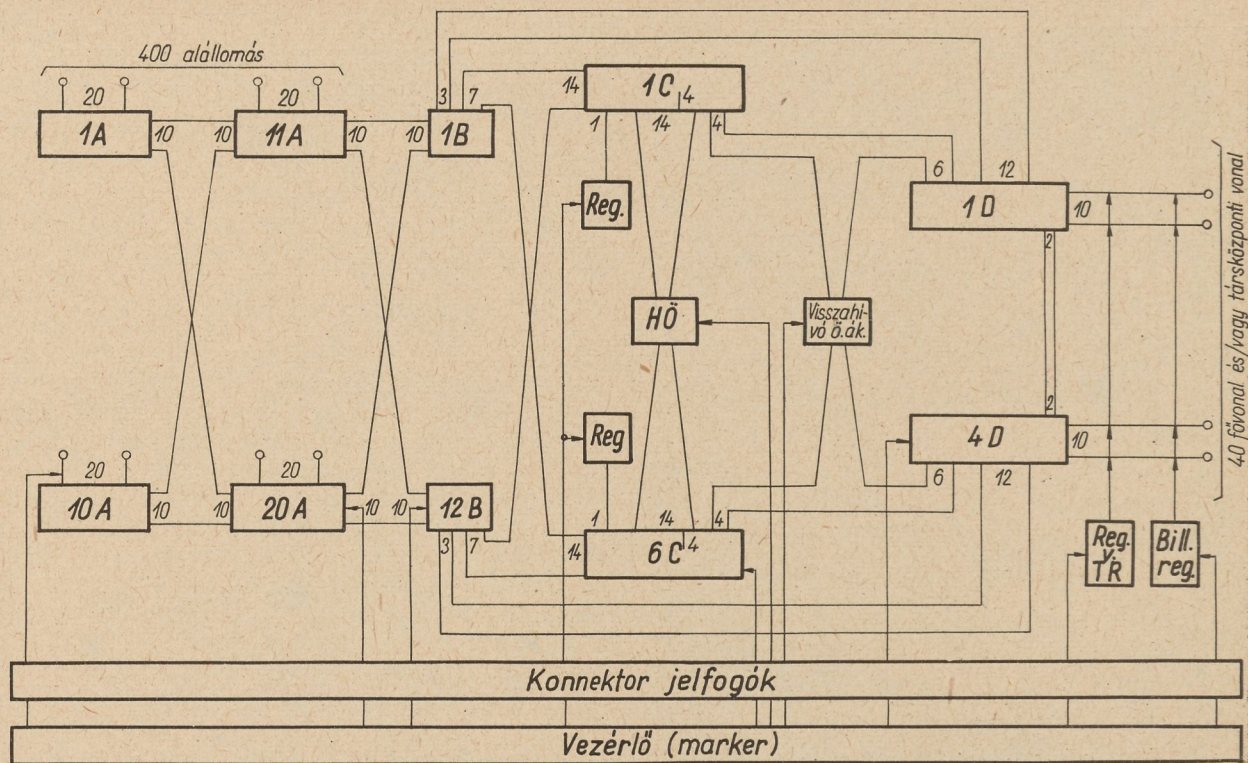 400 alállomás
20
20
3
7
14
1C
4
1A
10
10
11A
10
10
1B
1
14
4
6
12
Reg.
1D
10
2
HÖ
Visszahí-
vó ö.ák.
40 fővonal és/vagy társközponti vonal
Reg
2
4D
10
20
20
10A
10
10
20A
10
10
12B
1
14
4
6
12
3
7
14
6C
4
Reg.
v.
TR
Bill.
reg.
Konnektor jelfogók
Vezérlő (marker)